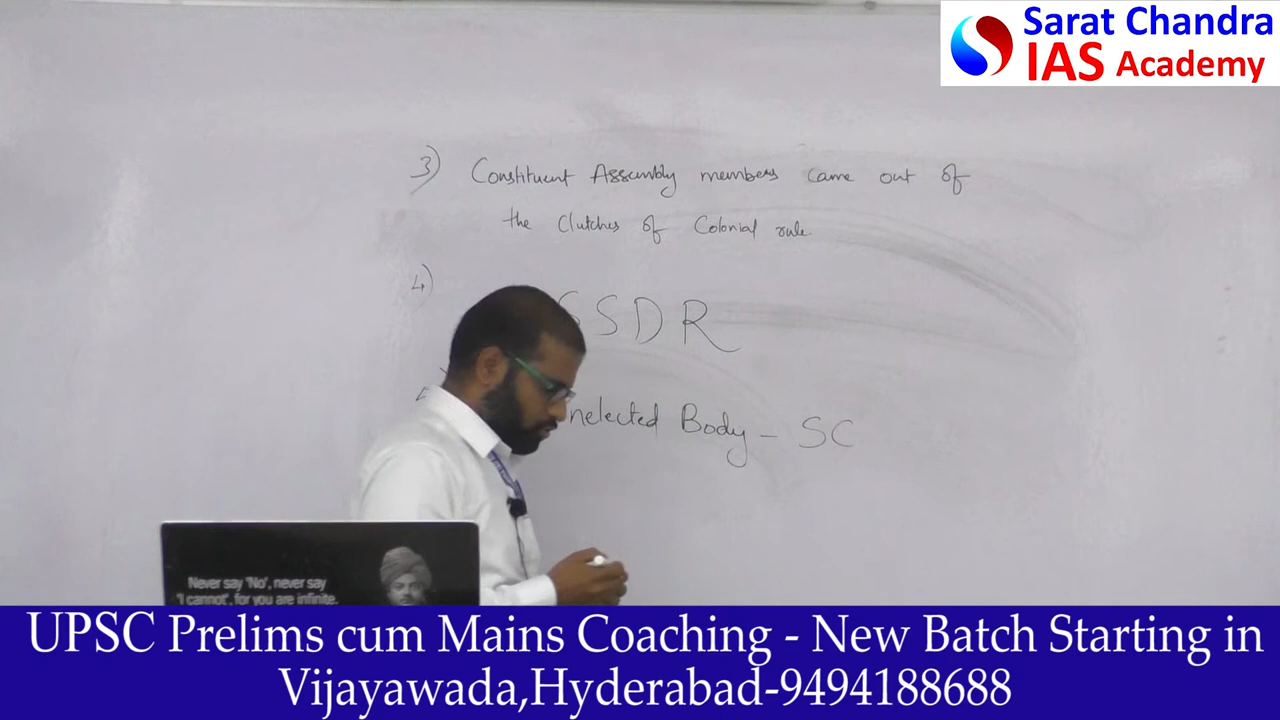 Sarat Chandra
IAS Academy
3) Constituent Assembly members came out of
the Clutches of Colonial rule
4)
SSDR
nelected Body - SC
Never say 'No', never say
'I cannot', for you are infinite.
UPSC Prelims cum Mains Coaching - New Batch Starting in
Vijayawada,Hyderabad-9494188688